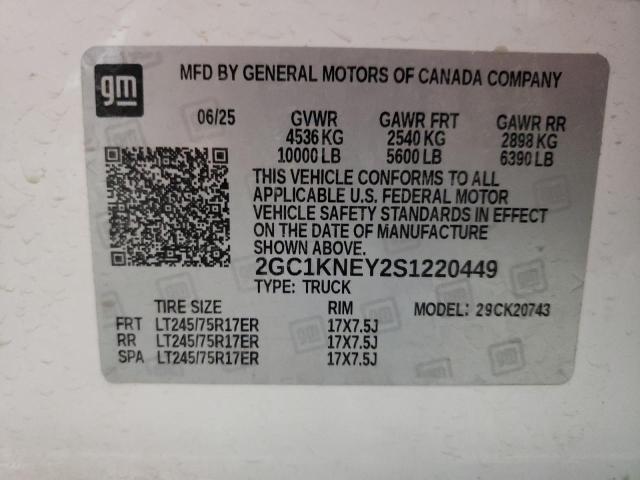 gm
MFD BY GENERAL MOTORS OF CANADA COMPANY
06/25 GVWR GAWR FRT GAWR RR
4536 KG 2540 KG 2898 KG
10000 LB 5600 LB 6390 LB
THIS VEHICLE CONFORMS TO ALL
APPLICABLE U.S. FEDERAL MOTOR
VEHICLE SAFETY STANDARDS IN EFFECT
ON THE DATE OF MANUFACTURE
SHOWN ABOVE.
2GC1KNEY2S1220449
TYPE: TRUCK
TIRE SIZE RIM MODEL: 29CK20743
FRT LT245/75R17ER 17X7.5J
RR LT245/75R17ER 17X7.5J
SPA LT245/75R17ER 17X7.5J